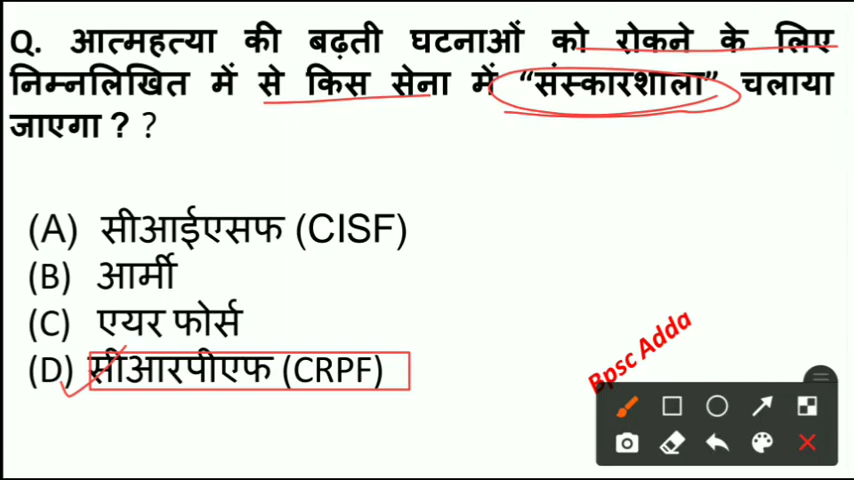 Q. आत्महत्या की बढ़ती घटनाओं को रोकने के लिए
निम्नलिखित में से किस सेना में “संस्कारशाला” चलाया
जाएगा ? ?
(A) सीआईएसफ (CISF)
(B) आर्मी
(C) एयर फोर्स
(D) सीआरपीएफ (CRPF)
Bpsc Adda